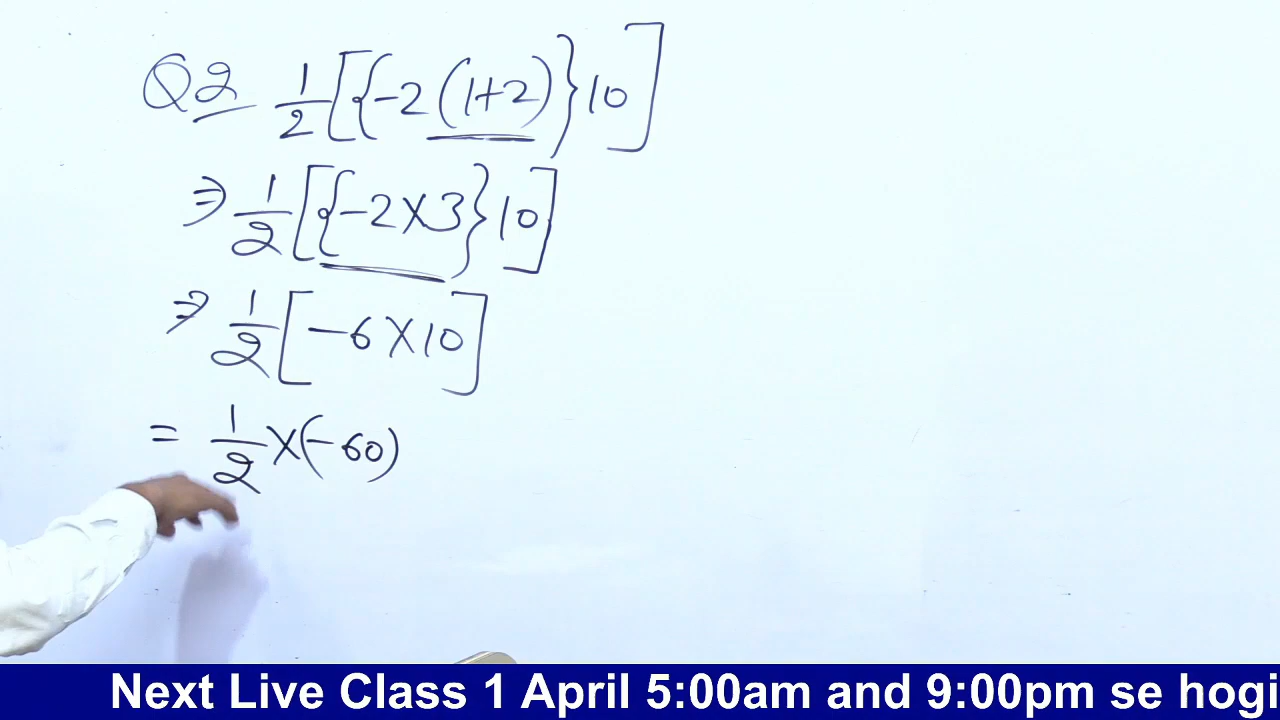 Q2 1/2[{-2(1+2)}10]
⇒ 1/2[{-2×3}10]
⇒ 1/2[-6×10]
= 1/2×(-60)
Next Live Class 1 April 5:00am and 9:00pm se hogi